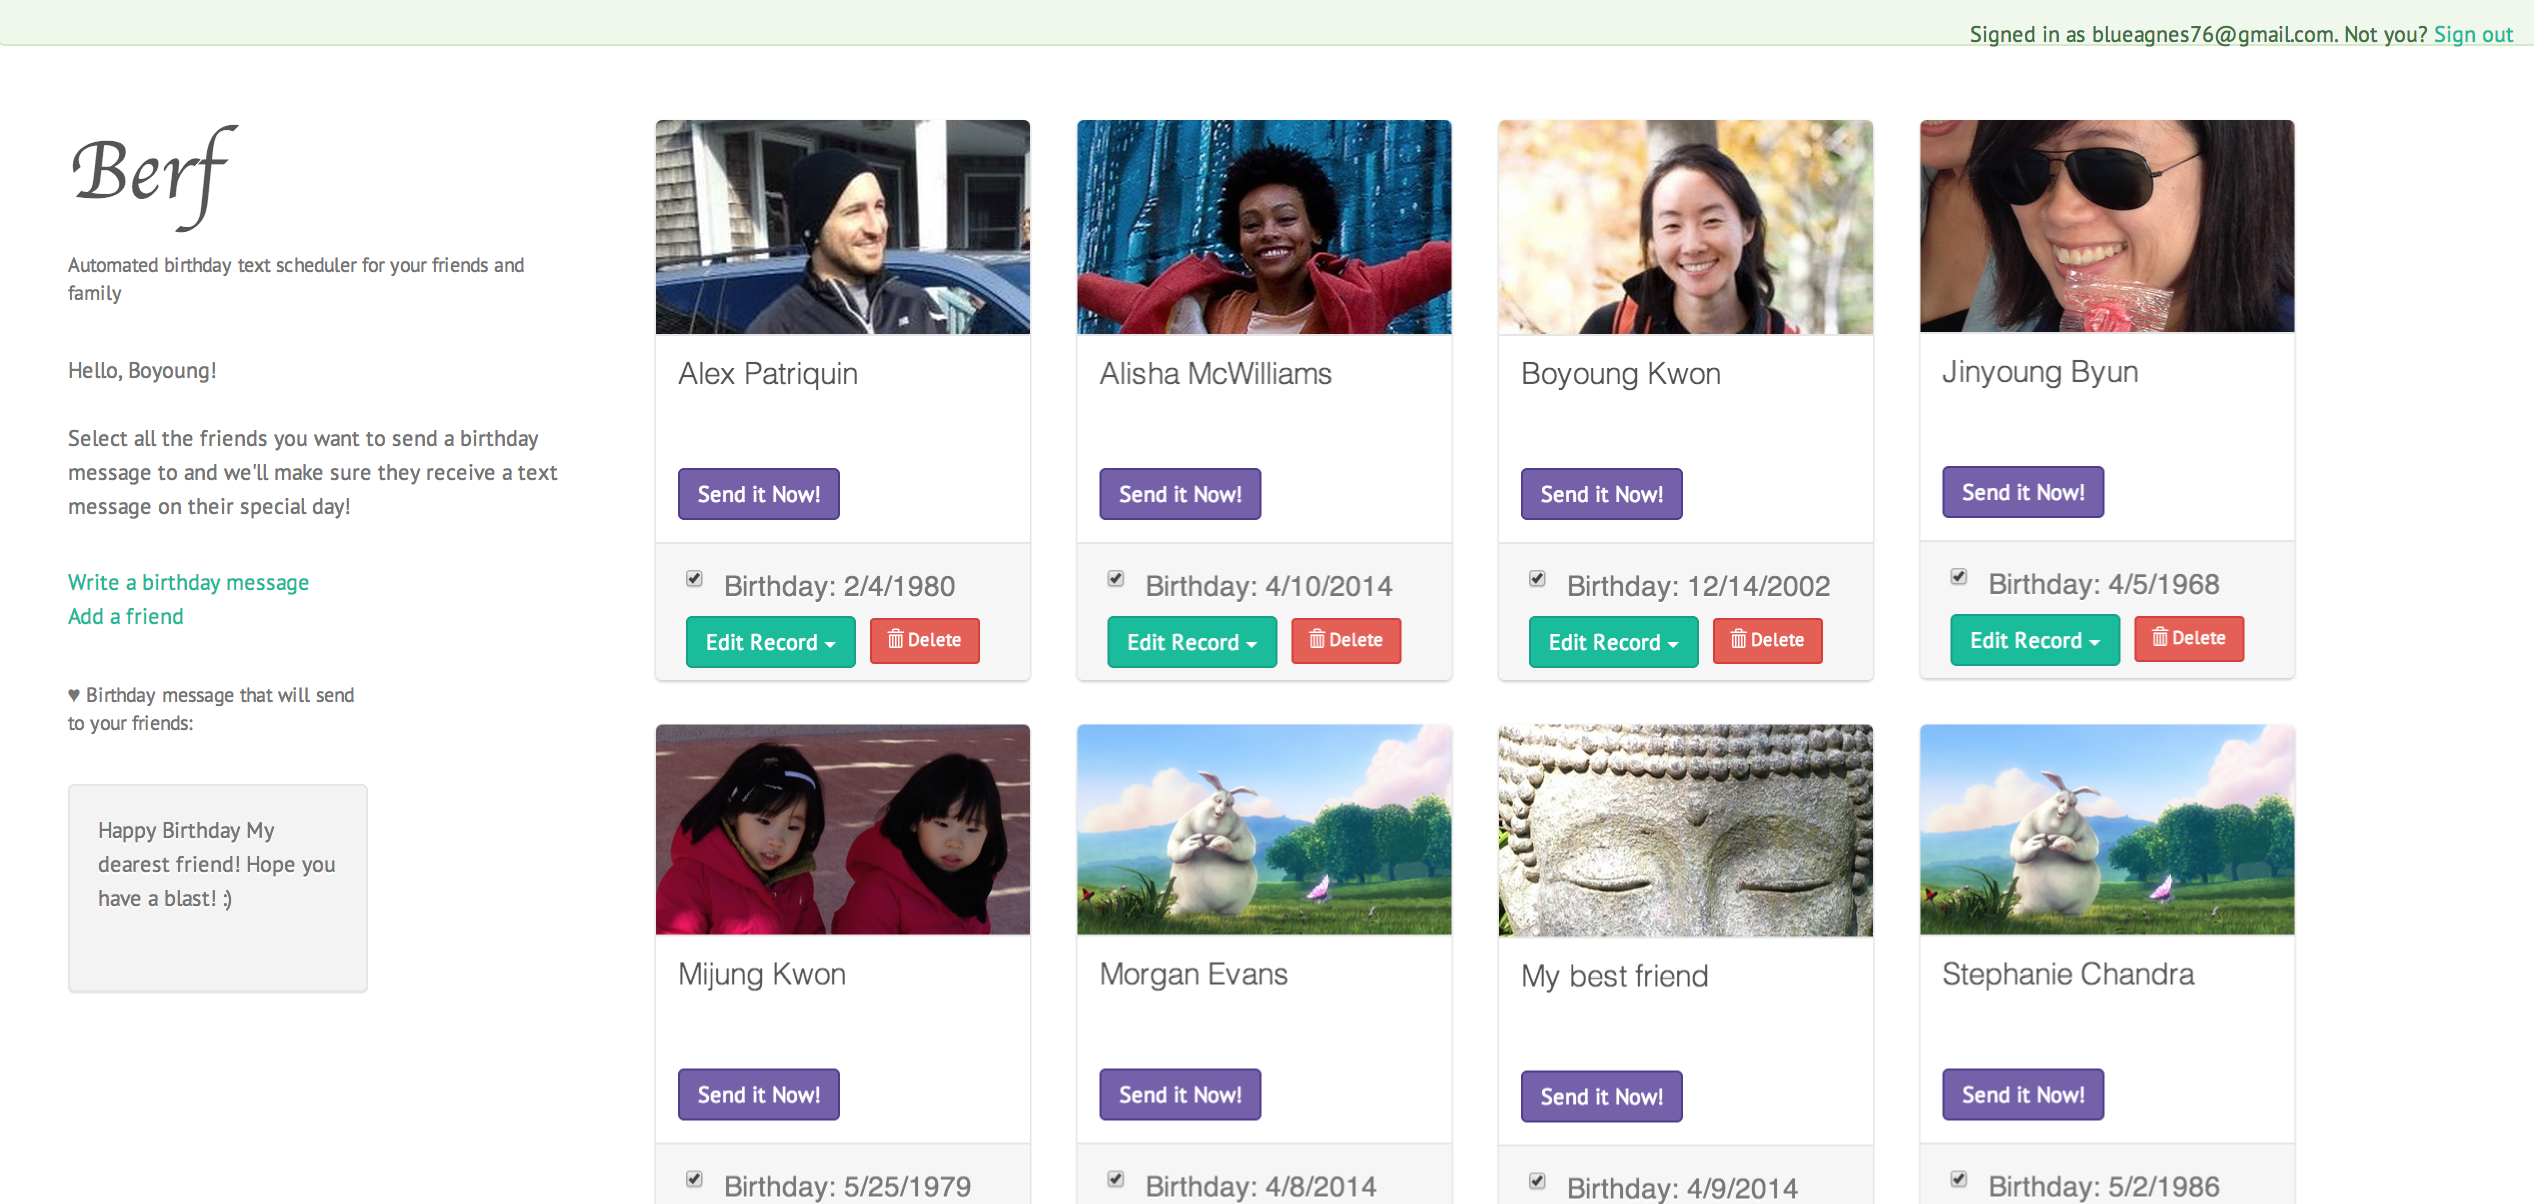 Signed in as blueagnes76@gmail.com. Not you? Sign out
Berf
Automated birthday text scheduler for your friends and
family
Hello, Boyoung!
Select all the friends you want to send a birthday
message to and we'll make sure they receive a text
message on their special day!
Write a birthday message
Add a friend
♥ Birthday message that will send
to your friends:
Happy Birthday My
dearest friend! Hope you
have a blast! :)
Alex Patriquin
Send it Now!
Birthday: 2/4/1980
Edit Record
Delete
Alisha McWilliams
Send it Now!
Birthday: 4/10/2014
Edit Record
Delete
Boyoung Kwon
Send it Now!
Birthday: 12/14/2002
Edit Record
Delete
Jinyoung Byun
Send it Now!
Birthday: 4/5/1968
Edit Record
Delete
Mijung Kwon
Send it Now!
Birthday: 5/25/1979
Morgan Evans
Send it Now!
Birthday: 4/8/2014
My best friend
Send it Now!
Birthday: 4/9/2014
Stephanie Chandra
Send it Now!
Birthday: 5/2/1986